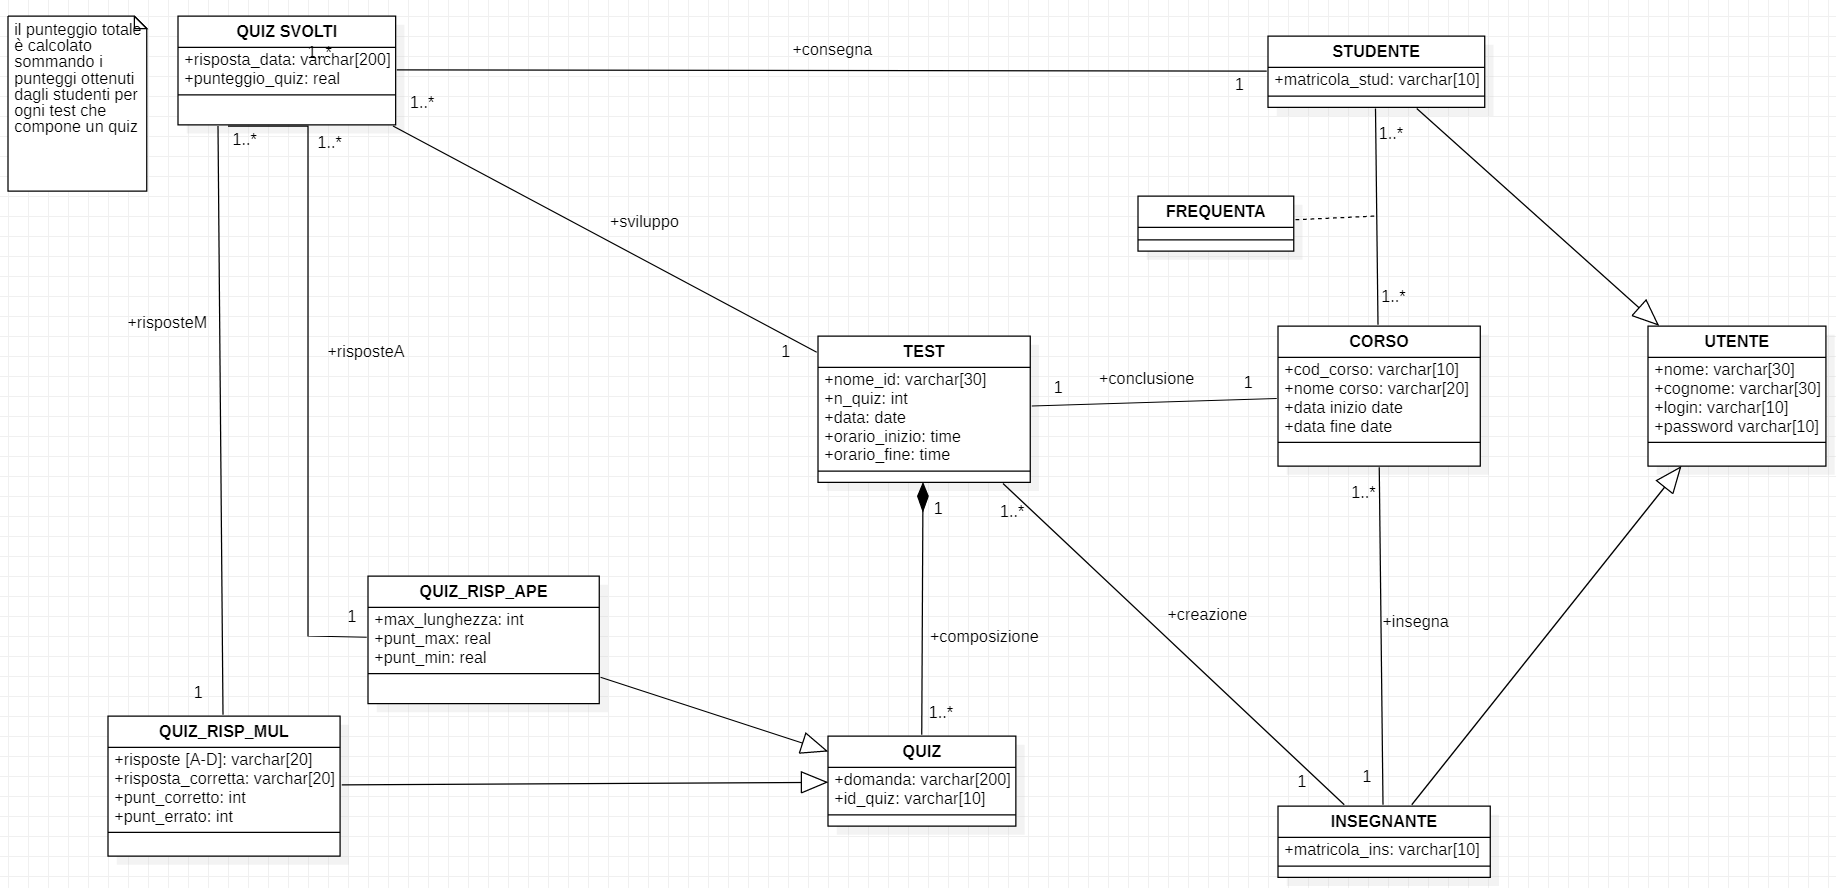 il punteggio totale
è calcolato
sommando i
punteggi ottenuti
dagli studenti per
ogni test che
compone un quiz
QUIZ SVOLTI
1..*
+risposta_data: varchar[200]
+punteggio_quiz: real
+consegna
1..*
1
STUDENTE
+matricola_stud: varchar[10]
1..*
1..*
1..*
FREQUENTA
+sviluppo
1..*
+risposteM
+risposteA
1
TEST
+nome_id: varchar[30]
+n_quiz: int
+data: date
+orario_inizio: time
+orario_fine: time
1
+conclusione
1
CORSO
+cod_corso: varchar[10]
+nome corso: varchar[20]
+data inizio date
+data fine date
UTENTE
+nome: varchar[30]
+cognome: varchar[30]
+login: varchar[10]
+password varchar[10]
1
1..*
1..*
QUIZ_RISP_APE
+max_lunghezza: int
+punt_max: real
+punt_min: real
1
+composizione
+creazione
+insegna
1
1..*
QUIZ_RISP_MUL
+risposte [A-D]: varchar[20]
+risposta_corretta: varchar[20]
+punt_corretto: int
+punt_errato: int
QUIZ
+domanda: varchar[200]
+id_quiz: varchar[10]
1
1
INSEGNANTE
+matricola_ins: varchar[10]